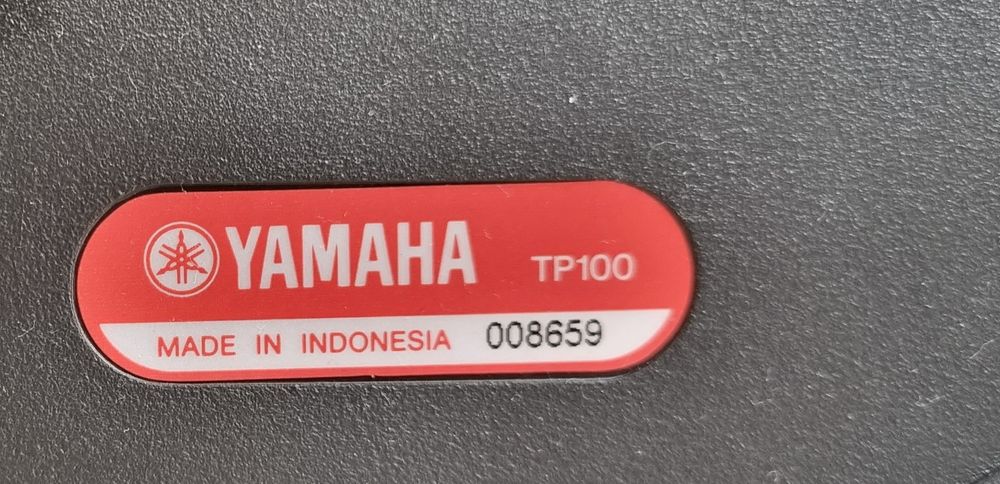 YAMAHA TP100
MADE IN INDONESIA 008659